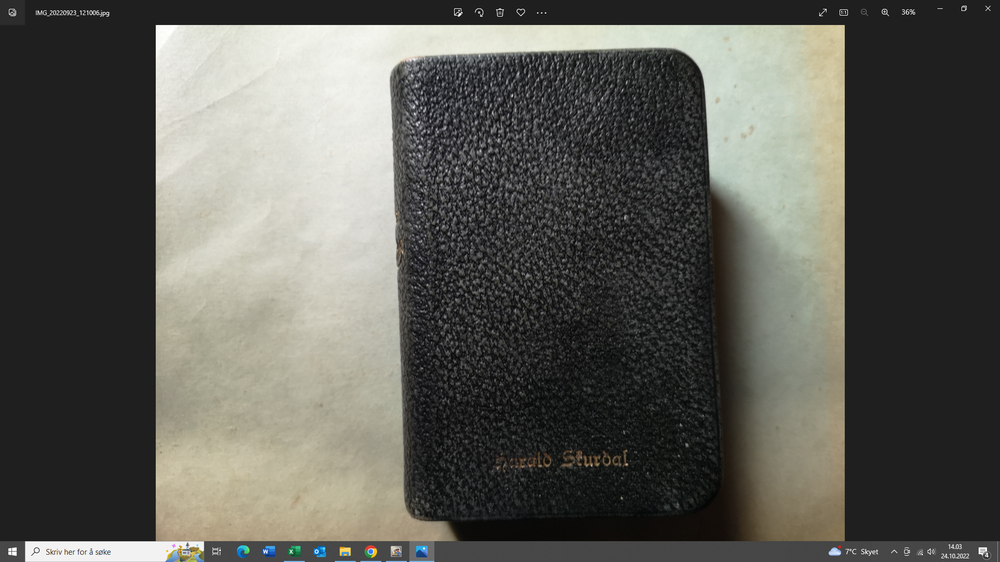 IMG_20220923_121006.jpg
36%
Harald Skurdal
Skriv her for å søke
7°C Skyet
14.03
24.10.2022
4